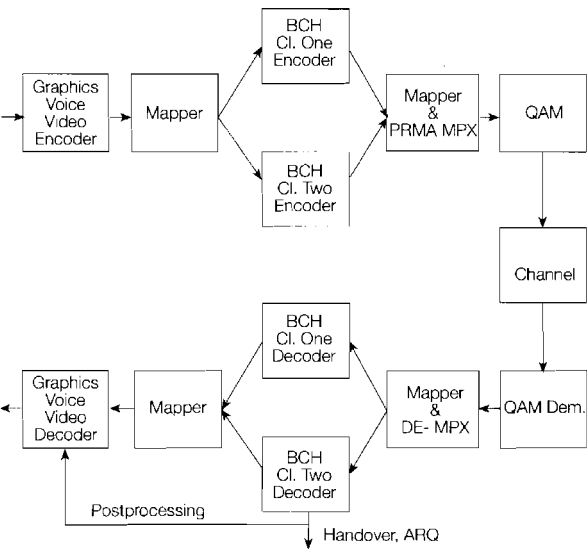 BCH
Cl. One
Encoder
Graphics
Voice
Video
Encoder
Mapper
Mapper
&
PRMA MPX
QAM
BCH
Cl. Two
Encoder
Channel
BCH
Cl. One
Decoder
Graphics
Voice
Video
Decoder
Mapper
Mapper
&
DE- MPX
QAM Dem.
BCH
Cl. Two
Decoder
Postprocessing
Handover, ARQ